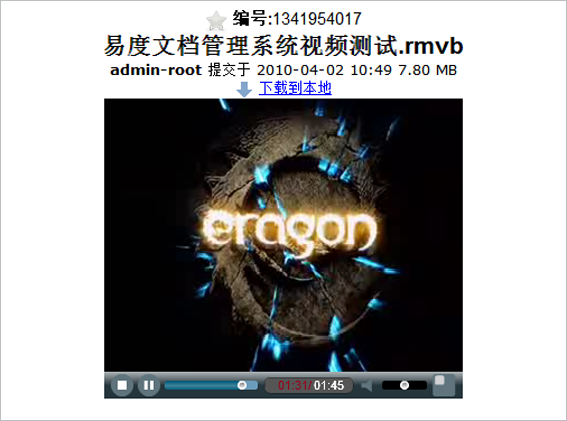 编号:1341954017
易度文档管理系统视频测试.rmvb
admin-root 提交于 2010-04-02 10:49 7.80 MB
下载到本地
eragon
01:31/01:45